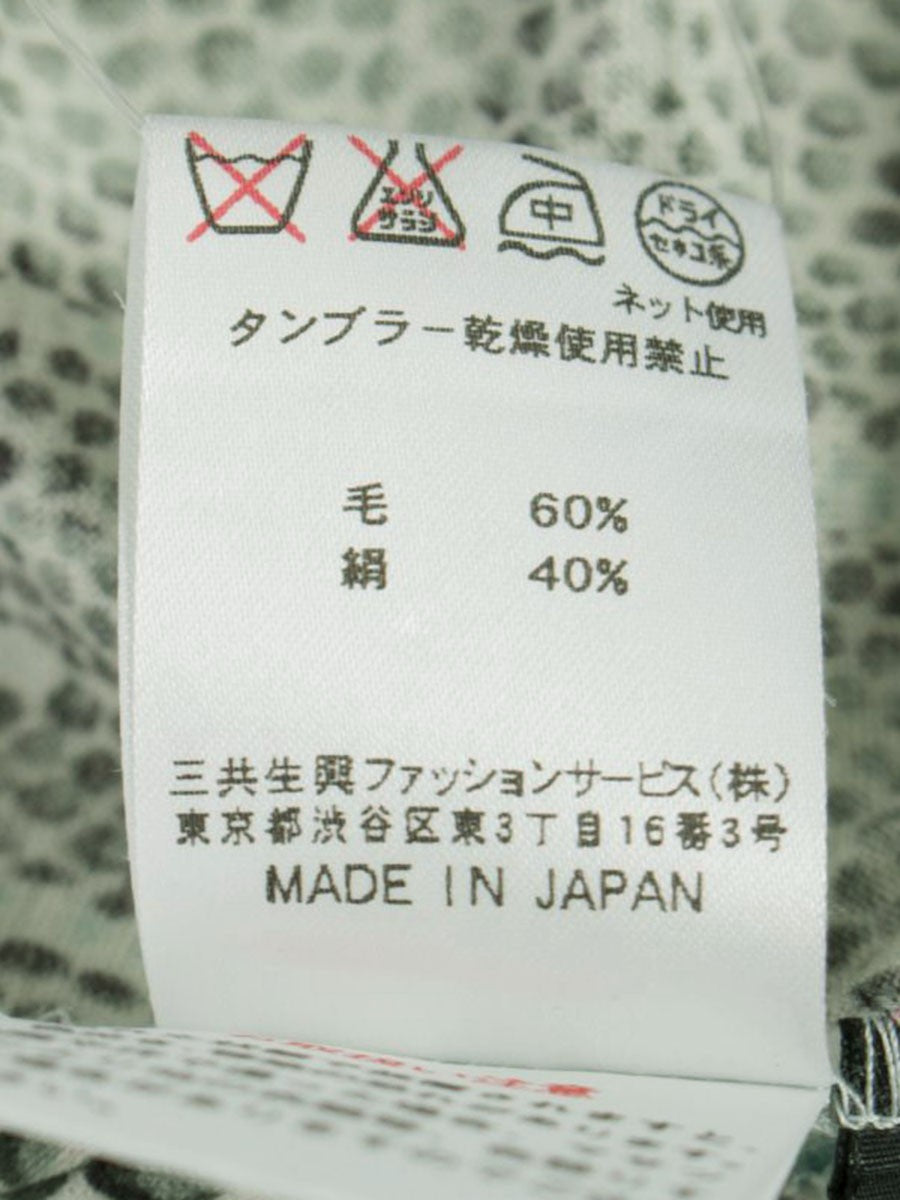 エンソ
サラシ
中
ドライ
セキユ系
ネット使用
タンブラー乾燥使用禁止
毛 60%
絹 40%
三共生興ファッションサービス(株)
東京都渋谷区東3丁目16番3号
MADE IN JAPAN